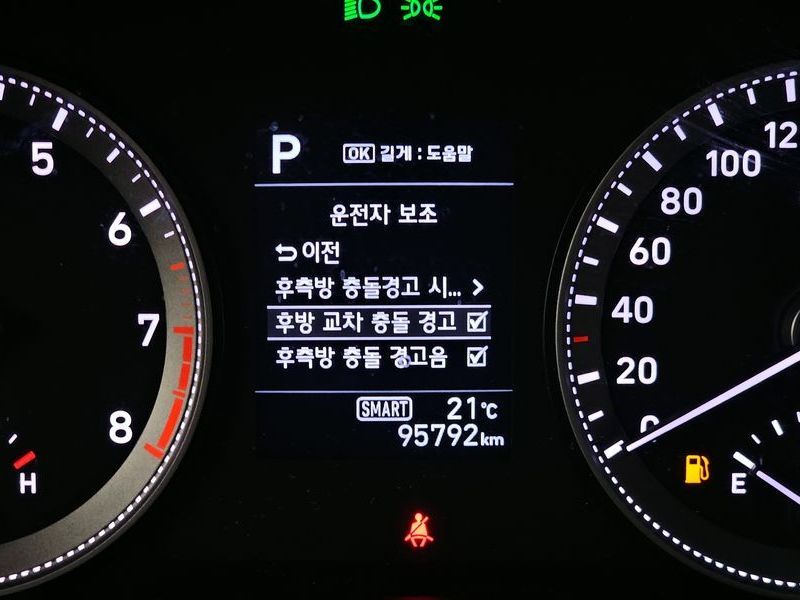 P OK 길게 : 도움말
운전자 보조
이전
후측방 충돌경고 시...
후방 교차 충돌 경고
후측방 충돌 경고음
SMART 21℃
95792km
5
6
7
8
H
120
100
80
60
40
20
0
E